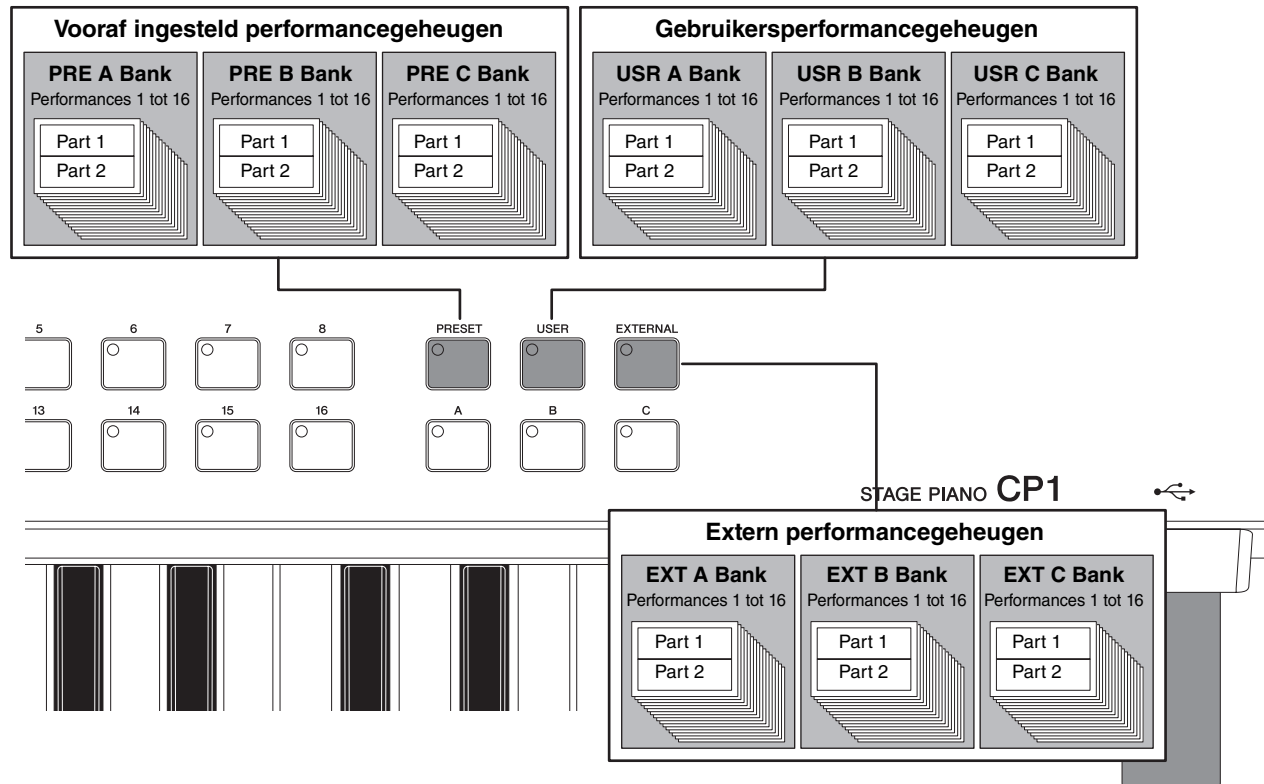 Vooraf ingesteld performancegeheugen
PRE A Bank
Performances 1 tot 16
Part 1
Part 2
PRE B Bank
Performances 1 tot 16
Part 1
Part 2
PRE C Bank
Performances 1 tot 16
Part 1
Part 2
Gebruikersperformancegeheugen
USR A Bank
Performances 1 tot 16
Part 1
Part 2
USR B Bank
Performances 1 tot 16
Part 1
Part 2
USR C Bank
Performances 1 tot 16
Part 1
Part 2
5 6 7 8 PRESET USER EXTERNAL
13 14 15 16 A B C
STAGE PIANO CP1
Extern performancegeheugen
EXT A Bank
Performances 1 tot 16
Part 1
Part 2
EXT B Bank
Performances 1 tot 16
Part 1
Part 2
EXT C Bank
Performances 1 tot 16
Part 1
Part 2